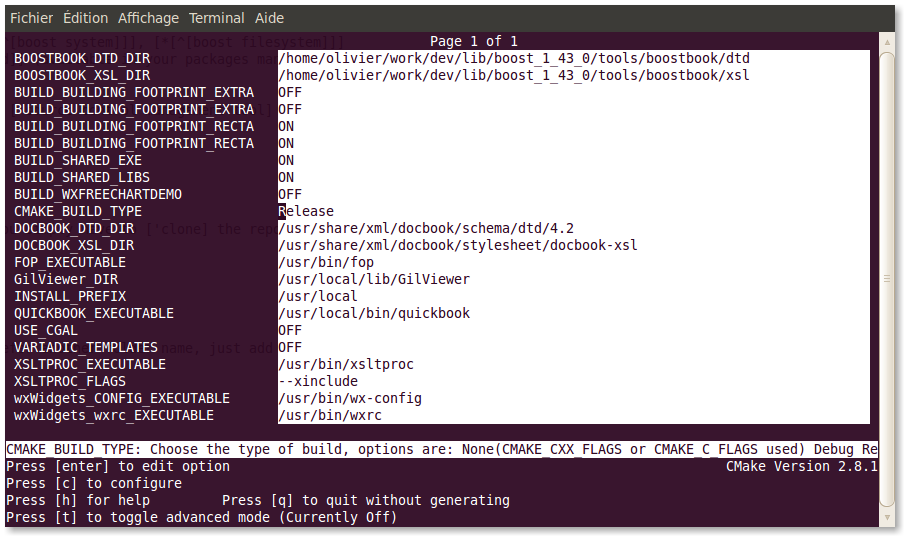 Fichier Édition Affichage Terminal Aide
Page 1 of 1
BOOSTBOOK_DTD_DIR /home/olivier/work/dev/lib/boost_1_43_0/tools/boostbook/dtd
BOOSTBOOK_XSL_DIR /home/olivier/work/dev/lib/boost_1_43_0/tools/boostbook/xsl
BUILD_BUILDING_FOOTPRINT_EXTRA OFF
BUILD_BUILDING_FOOTPRINT_EXTRA OFF
BUILD_BUILDING_FOOTPRINT_RECTA ON
BUILD_BUILDING_FOOTPRINT_RECTA ON
BUILD_SHARED_EXE ON
BUILD_SHARED_LIBS ON
BUILD_WXFREECHARTDEMO OFF
CMAKE_BUILD_TYPE Release
DOCBOOK_DTD_DIR /usr/share/xml/docbook/schema/dtd/4.2
DOCBOOK_XSL_DIR /usr/share/xml/docbook/stylesheet/docbook-xsl
FOP_EXECUTABLE /usr/bin/fop
GilViewer_DIR /usr/local/lib/GilViewer
INSTALL_PREFIX /usr/local
QUICKBOOK_EXECUTABLE /usr/local/bin/quickbook
USE_CGAL OFF
VARIADIC_TEMPLATES OFF
XSLTPROC_EXECUTABLE /usr/bin/xsltproc
XSLTPROC_FLAGS --xinclude
wxWidgets_CONFIG_EXECUTABLE /usr/bin/wx-config
wxWidgets_wxrc_EXECUTABLE /usr/bin/wxrc
CMAKE_BUILD_TYPE: Choose the type of build, options are: None(CMAKE_CXX_FLAGS or CMAKE_C_FLAGS used) Debug Re
Press [enter] to edit option CMake Version 2.8.1
Press [c] to configure
Press [h] for help Press [q] to quit without generating
Press [t] to toggle advanced mode (Currently Off)